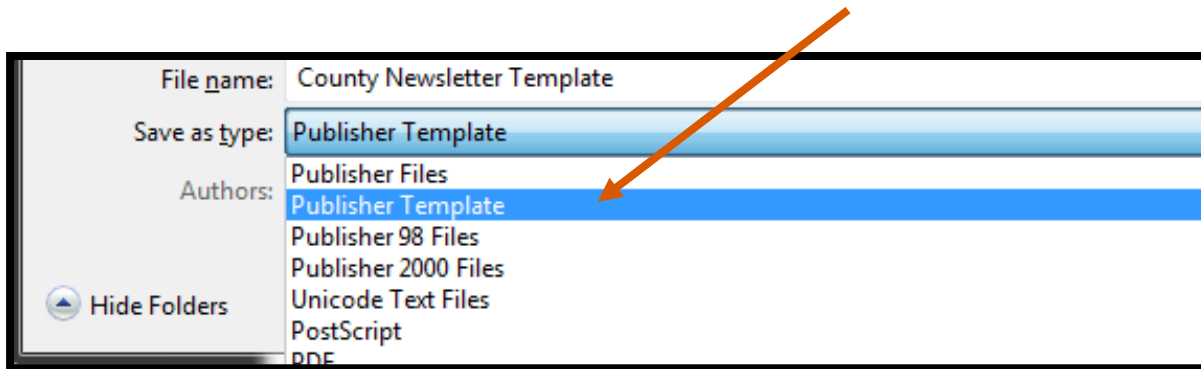 File name: County Newsletter Template
Save as type: Publisher Template
Authors:
Publisher Files
Publisher Template
Publisher 98 Files
Publisher 2000 Files
Unicode Text Files
PostScript
PDF
Hide Folders